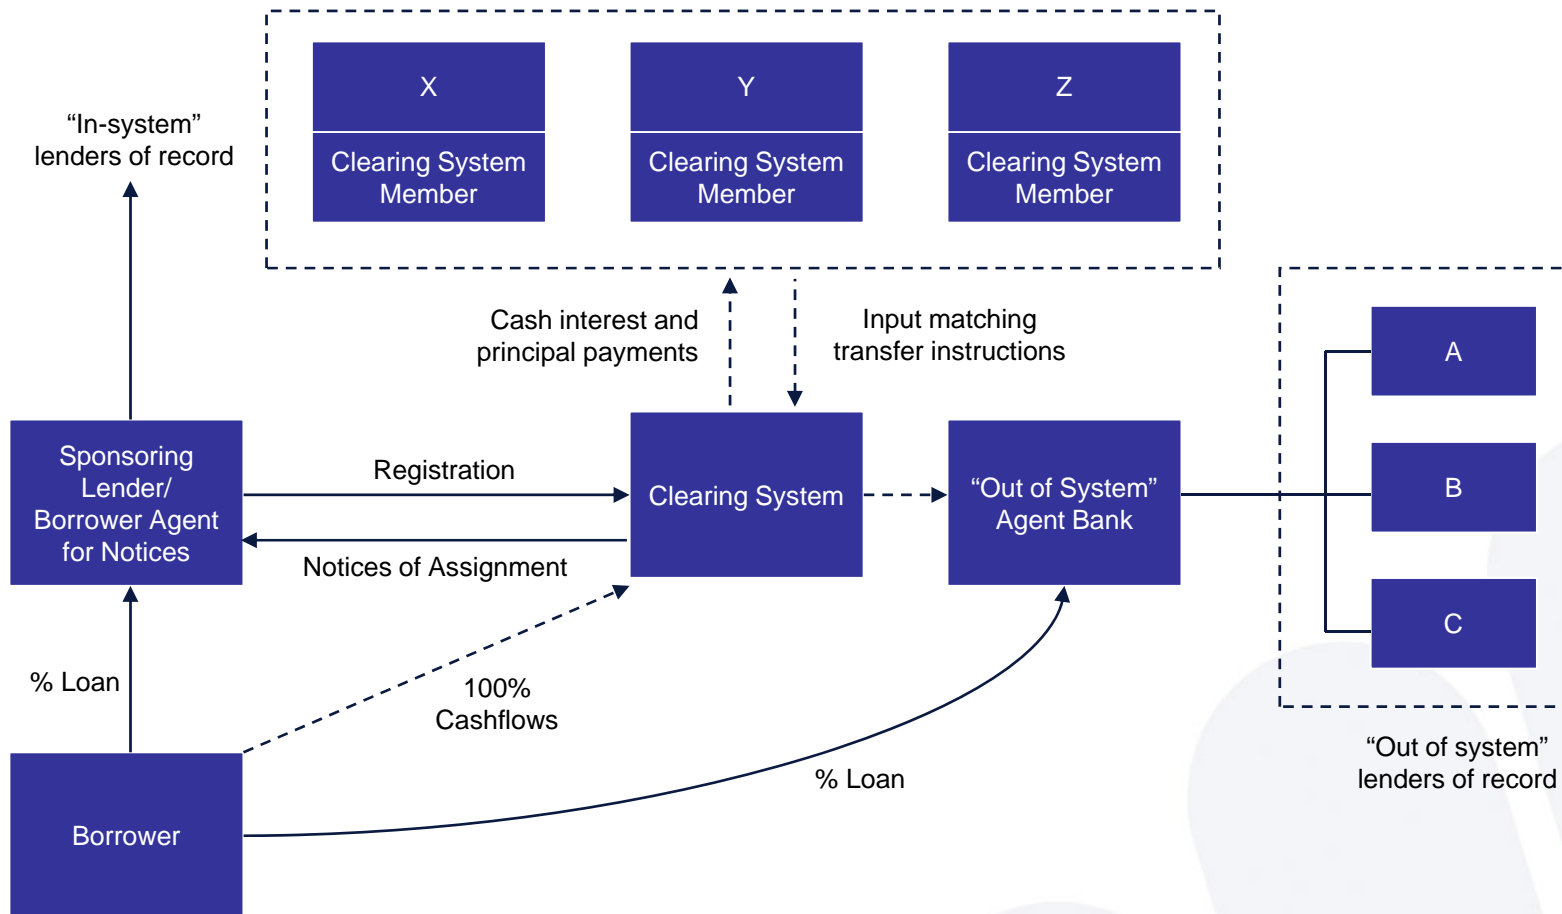 X
Clearing System
Member
Y
Clearing System
Member
Z
Clearing System
Member
“In-system”
lenders of record
Cash interest and
principal payments
Input matching
transfer instructions
A
B
C
“Out of system”
lenders of record
Sponsoring
Lender/
Borrower Agent
for Notices
Registration
Notices of Assignment
Clearing System
“Out of System”
Agent Bank
% Loan
100%
Cashflows
% Loan
Borrower